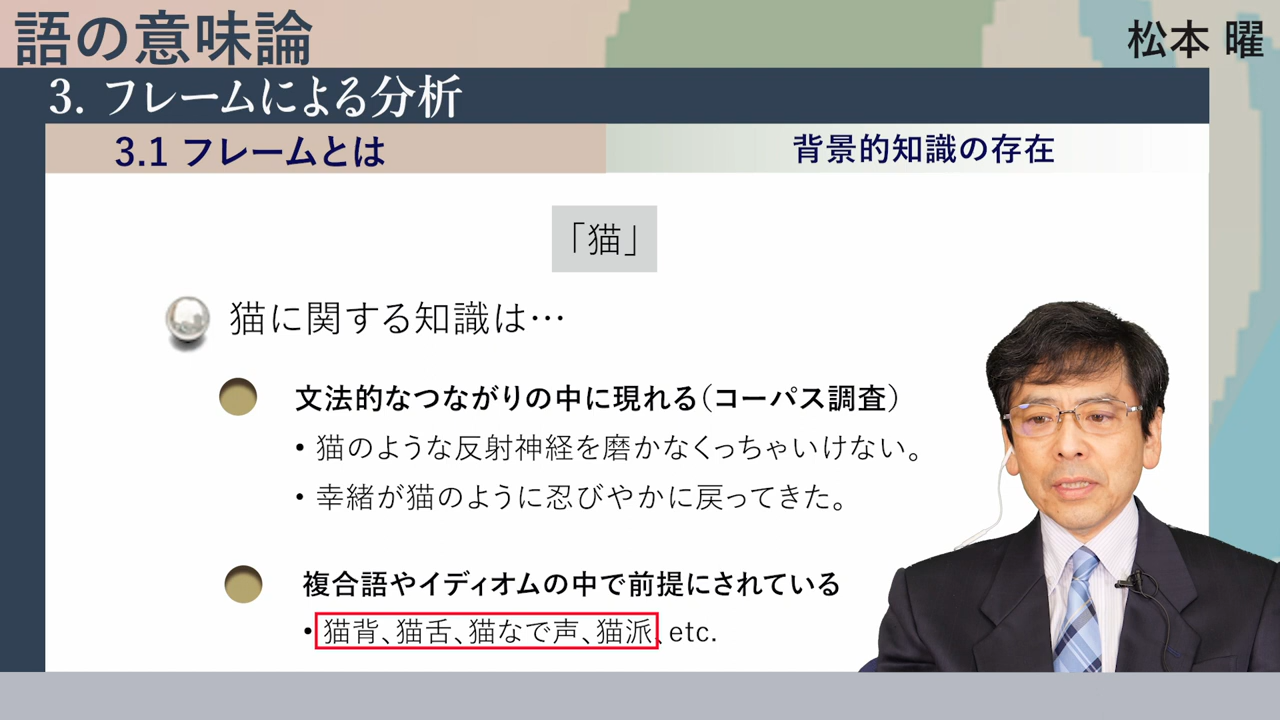 語の意味論
松本 曜
3. フレームによる分析
3.1 フレームとは
背景的知識の存在
「猫」
猫に関する知識は…
文法的なつながりの中に現れる（コーパス調査）
• 猫のような反射神経を磨かなくっちゃいけない。
• 幸緒が猫のように忍びやかに戻ってきた。
複合語やイディオムの中で前提にされている
• 猫背、猫舌、猫なで声、猫派、etc.